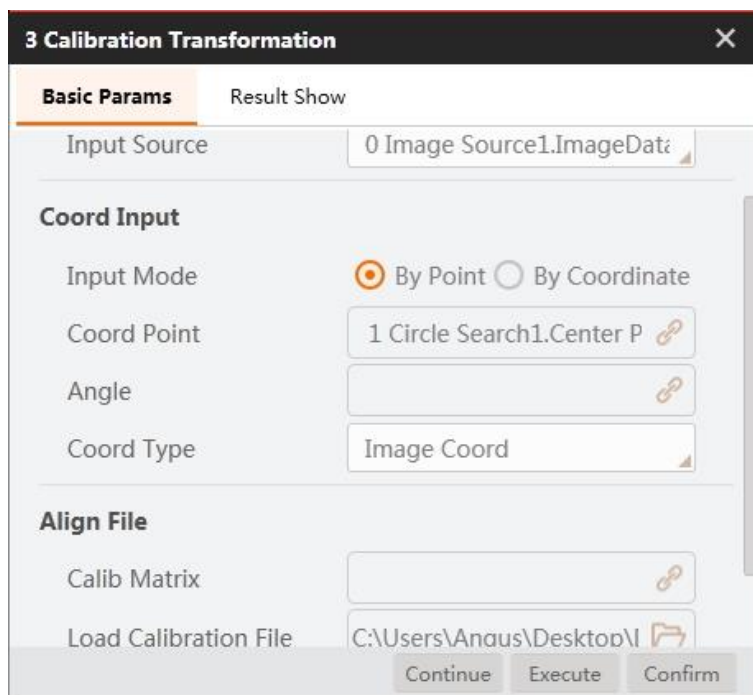 3 Calibration Transformation
Basic Params Result Show
Input Source 0 Image Source1.ImageData
Coord Input
Input Mode By Point By Coordinate
Coord Point 1 Circle Search1.Center P
Angle
Coord Type Image Coord
Align File
Calib Matrix
Load Calibration File C:\Users\Angus\Desktop\
Continue Execute Confirm